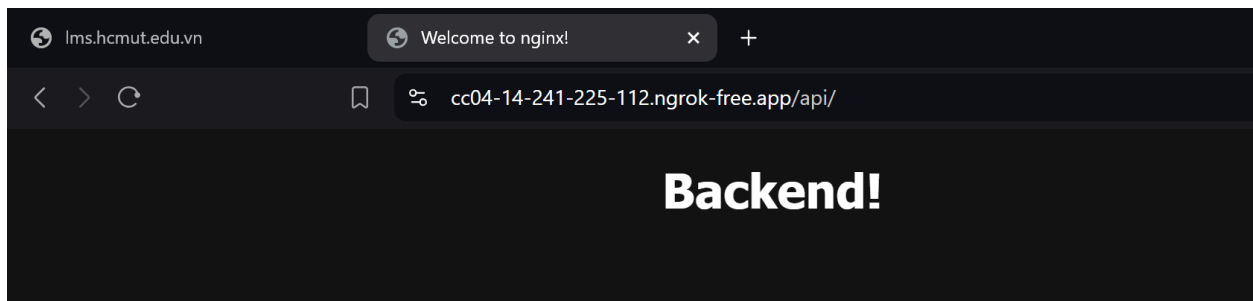 lms.hcmut.edu.vn
Welcome to nginx!
cc04-14-241-225-112.ngrok-free.app/api/
Backend!